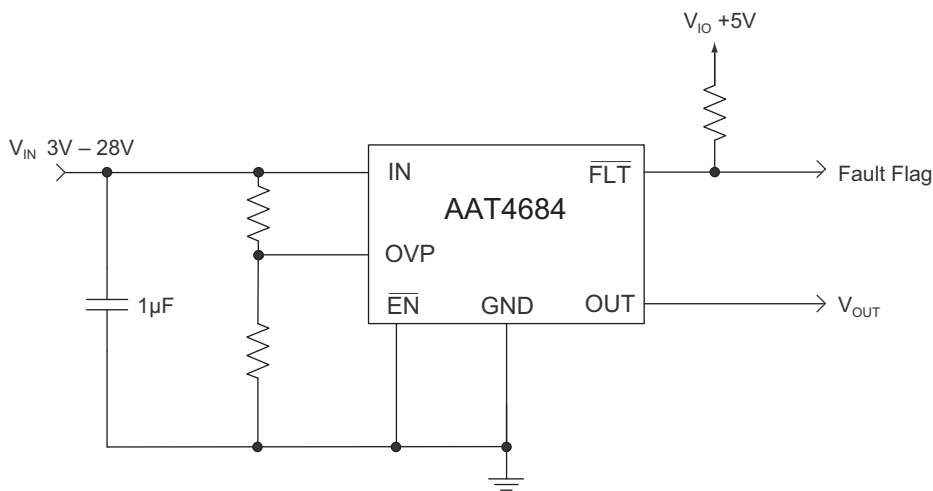 V_IO +5V
V_IN 3V – 28V
IN
FLT
Fault Flag
AAT4684
OVP
1µF
EN
GND
OUT
V_OUT